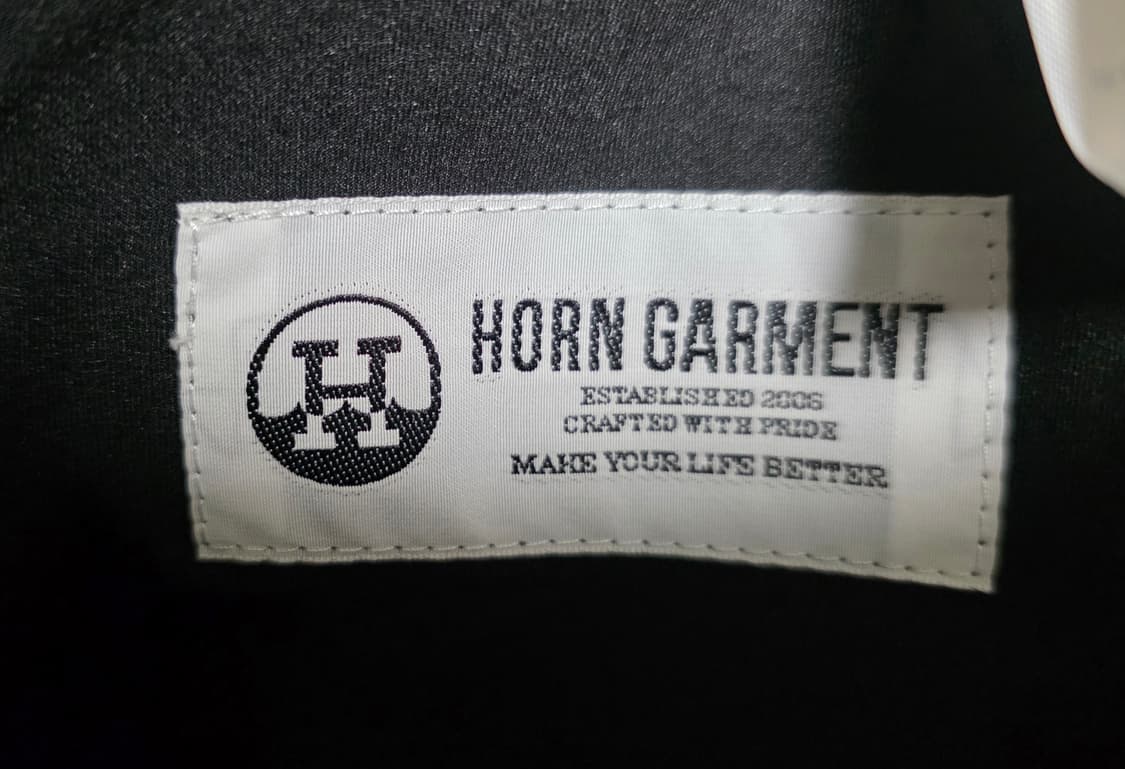 H
HORN GARMENT
ESTABLISHED 2006
CRAFTED WITH PRIDE
MAKE YOUR LIFE BETTER